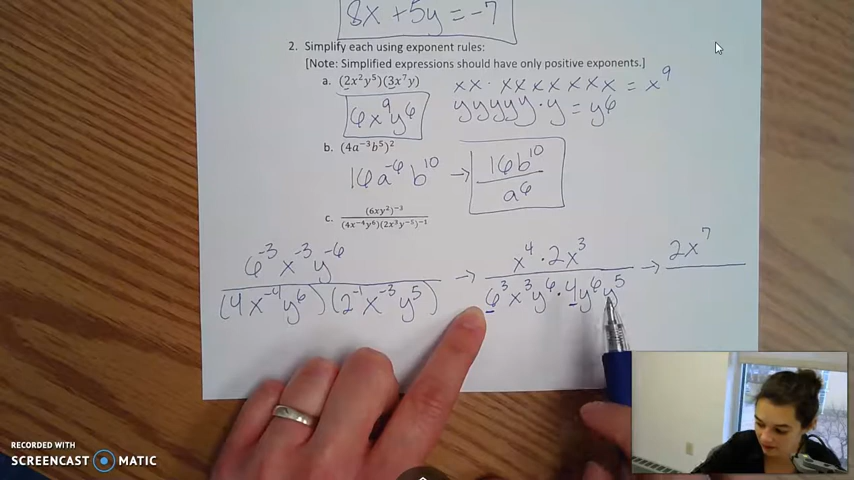 8x + 5y = -7
2. Simplify each using exponent rules:
[Note: Simplified expressions should have only positive exponents.]
a. (2x²y⁵)(3x⁷y)
xx · xxxxxxx = x⁹
yyyyy · y = y⁶
6x⁹y⁶
b. (4a⁻³b⁵)²
16a⁻⁶b¹⁰ → 16b¹⁰/a⁶
c. (6xy²)⁻³/(4x⁻⁴y⁶)(2x³y⁻⁵)⁻¹
6⁻³x⁻³y⁻⁶/(4x⁻⁴y⁶)(2⁻¹x⁻³y⁵) → x⁴ · 2x³/6³x³y⁶ · 4y⁶y⁵ → 2x⁷
RECORDED WITH
SCREENCAST MATIC